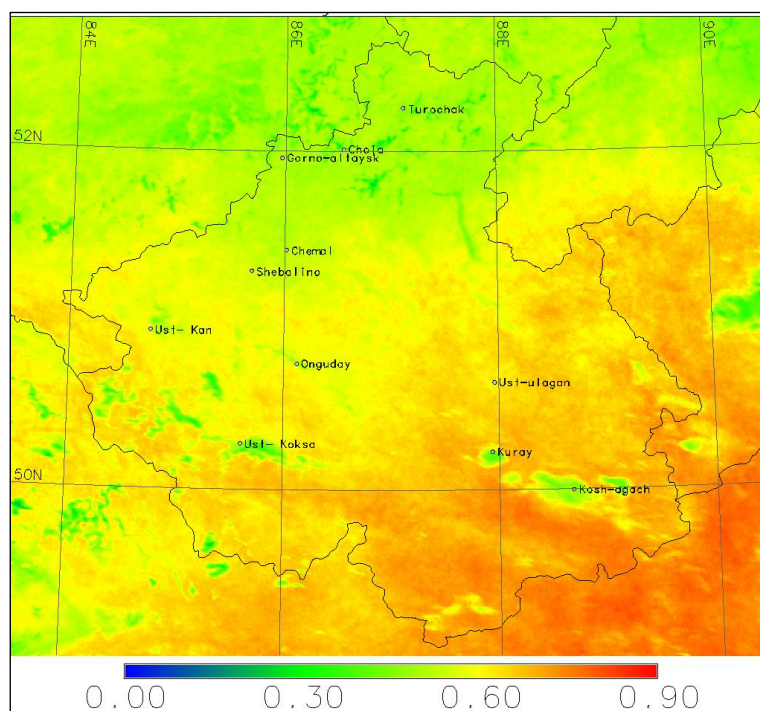 84E 86E 88E 90E
Turochak
52N
Choia
Gorno-altaysk
Chemal
Shebalino
Ust- Kan
Onguday
Ust-ulagan
Ust- Koksa
Kuray
50N
Kosh-agach
0.00 0.30 0.60 0.90